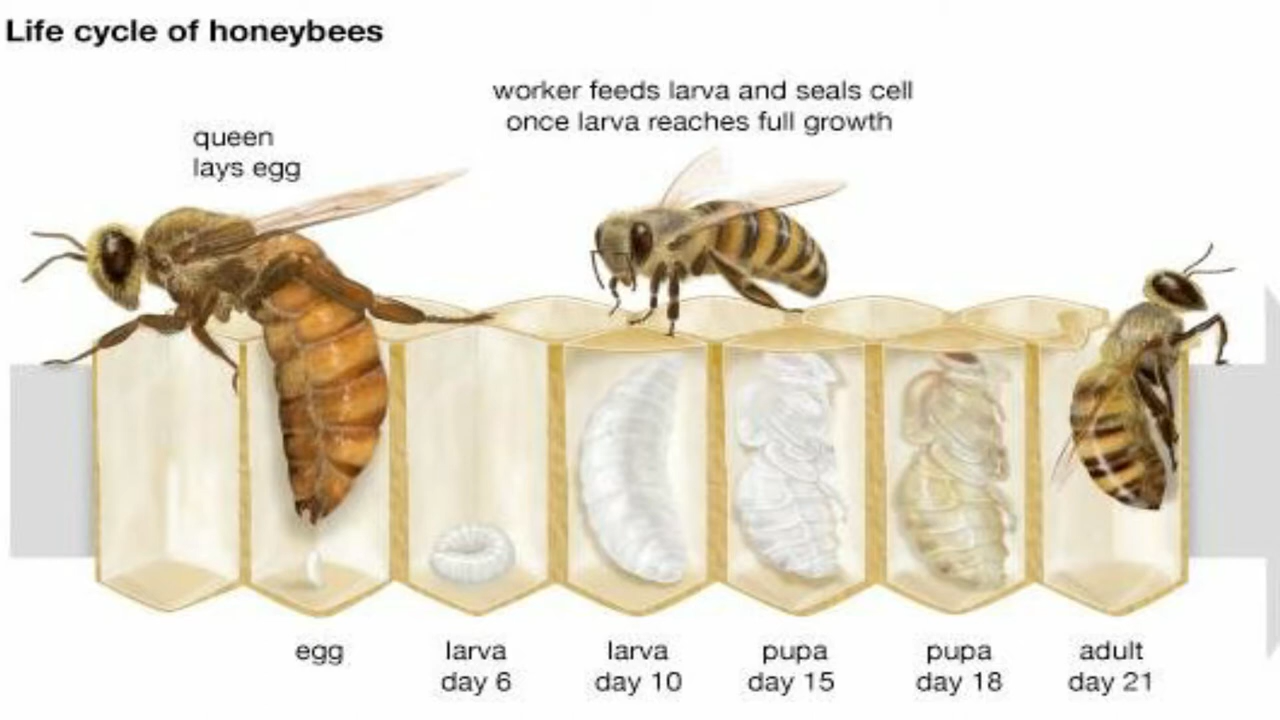 Life cycle of honeybees
worker feeds larva and seals cell
once larva reaches full growth
queen
lays egg
egg
larva
day 6
larva
day 10
pupa
day 15
pupa
day 18
adult
day 21